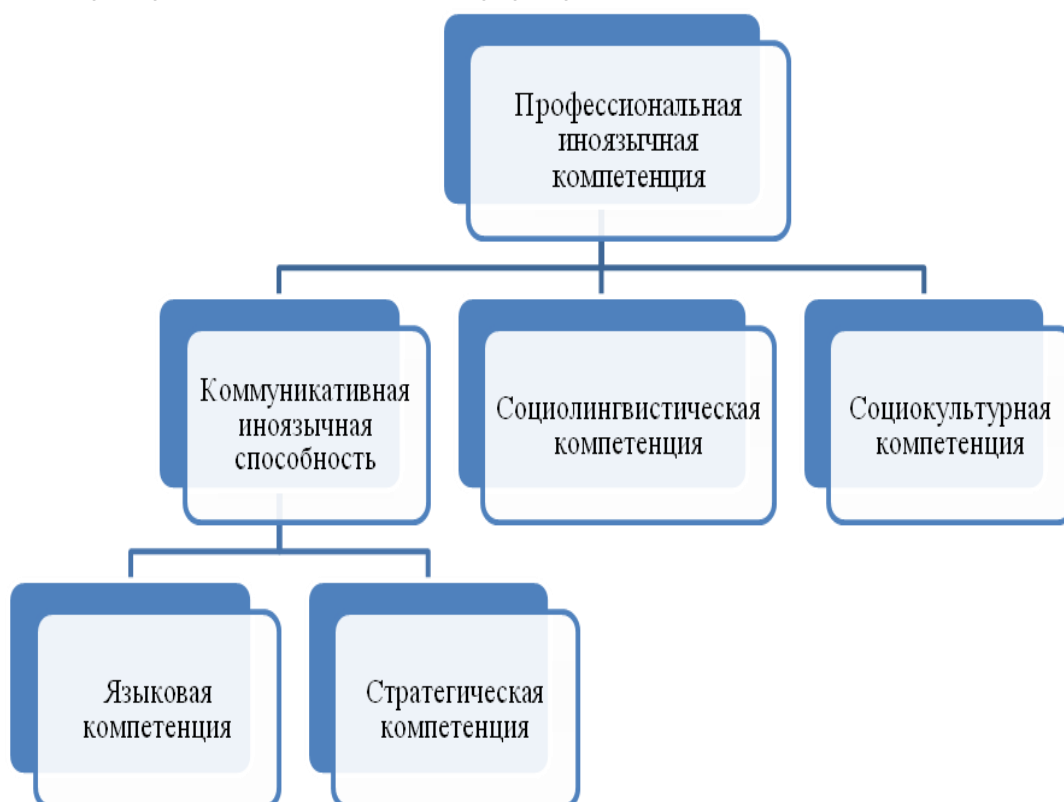 Профессиональная
иноязычная
компетенция
Коммуникативная
иноязычная
способность
Социолингвистическая
компетенция
Социокультурная
компетенция
Языковая
компетенция
Стратегическая
компетенция